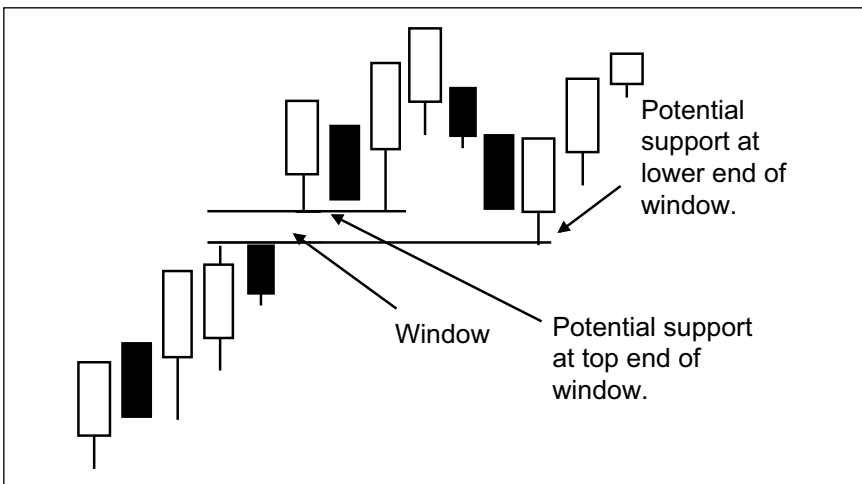 Potential
support at
lower end of
window.
Window
Potential support
at top end of
window.